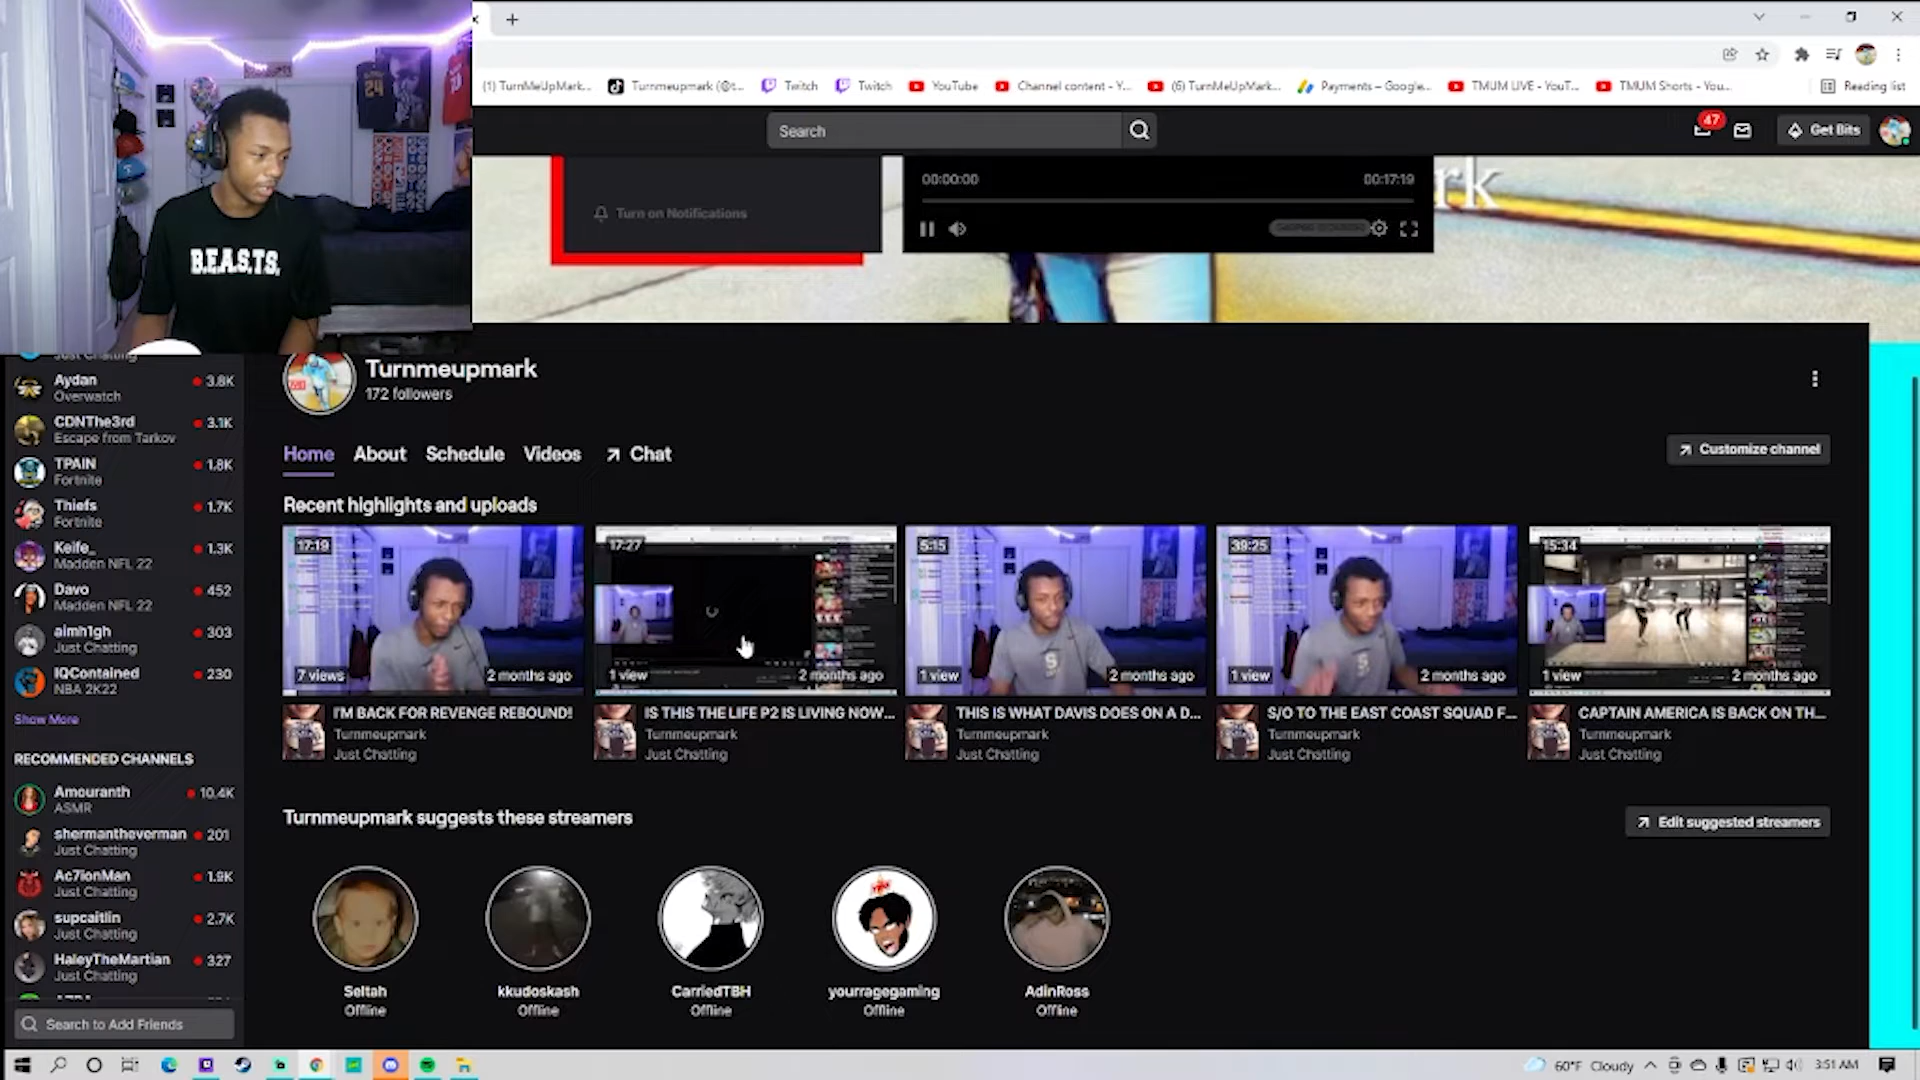 (1) TurnMeUpMark...
Turnmeupmark (@t...
Twitch
Twitch
YouTube
Channel content - Y...
(6) TurnMeUpMark...
Payments – Google...
TMUM LIVE - YouT...
TMUM Shorts - You...
Reading list
Search
47
Get Bits
00:00:00
00:17:19
Turn on Notifications
rk
B.E.A.S.T.S.
24
Just Chatting
Aydan
3.8K
Overwatch
CDNThe3rd
3.1K
Escape from Tarkov
TPAIN
1.8K
Fortnite
Thiefs
1.7K
Fortnite
Keife_
1.3K
Madden NFL 22
Davo
452
Madden NFL 22
aimh1gh
303
Just Chatting
IQContained
230
NBA 2K22
Show More
RECOMMENDED CHANNELS
Amouranth
10.4K
ASMR
shermantheverman
201
Just Chatting
Ac7ionMan
1.9K
Just Chatting
supcaitlin
2.7K
Just Chatting
HaleyTheMartian
327
Just Chatting
Search to Add Friends
Turnmeupmark
172 followers
Home
About
Schedule
Videos
Chat
Customize channel
Recent highlights and uploads
17:19
7 views
2 months ago
I'M BACK FOR REVENGE REBOUND!
Turnmeupmark
Just Chatting
17:27
1 view
2 months ago
IS THIS THE LIFE P2 IS LIVING NOW...
Turnmeupmark
Just Chatting
5:15
1 view
2 months ago
THIS IS WHAT DAVIS DOES ON A D...
Turnmeupmark
Just Chatting
39:25
1 view
2 months ago
S/O TO THE EAST COAST SQUAD F...
Turnmeupmark
Just Chatting
15:34
1 view
2 months ago
CAPTAIN AMERICA IS BACK ON TH...
Turnmeupmark
Just Chatting
Turnmeupmark suggests these streamers
Edit suggested streamers
Seltah
Offline
kkudoskash
Offline
CarriedTBH
Offline
yourragegaming
Offline
AdinRoss
Offline
60°F Cloudy
3:51 AM